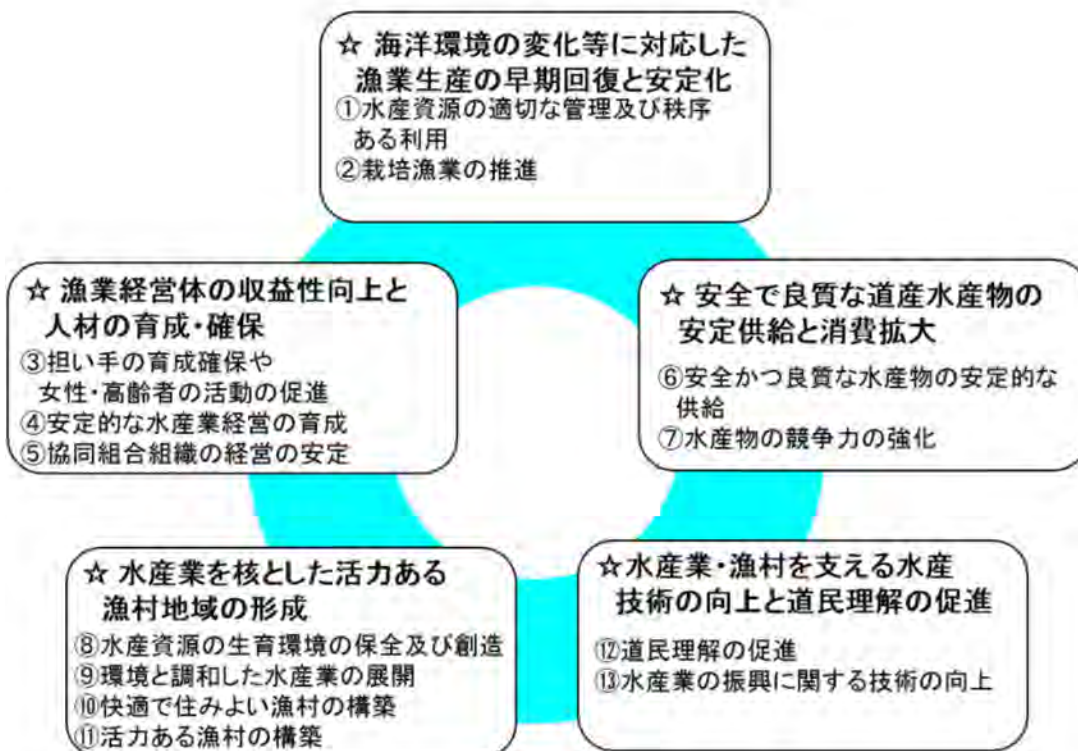 ☆ 海洋環境の変化等に対応した
漁業生産の早期回復と安定化
①水産資源の適切な管理及び秩序
ある利用
②栽培漁業の推進
☆ 漁業経営体の収益性向上と
人材の育成・確保
③担い手の育成確保や
女性・高齢者の活動の促進
④安定的な水産業経営の育成
⑤協同組合組織の経営の安定
☆ 安全で良質な道産水産物の
安定供給と消費拡大
⑥安全かつ良質な水産物の安定的な
供給
⑦水産物の競争力の強化
☆ 水産業を核とした活力ある
漁村地域の形成
⑧水産資源の生育環境の保全及び創造
⑨環境と調和した水産業の展開
⑩快適で住みよい漁村の構築
⑪活力ある漁村の構築
☆水産業・漁村を支える水産
技術の向上と道民理解の促進
⑫道民理解の促進
⑬水産業の振興に関する技術の向上